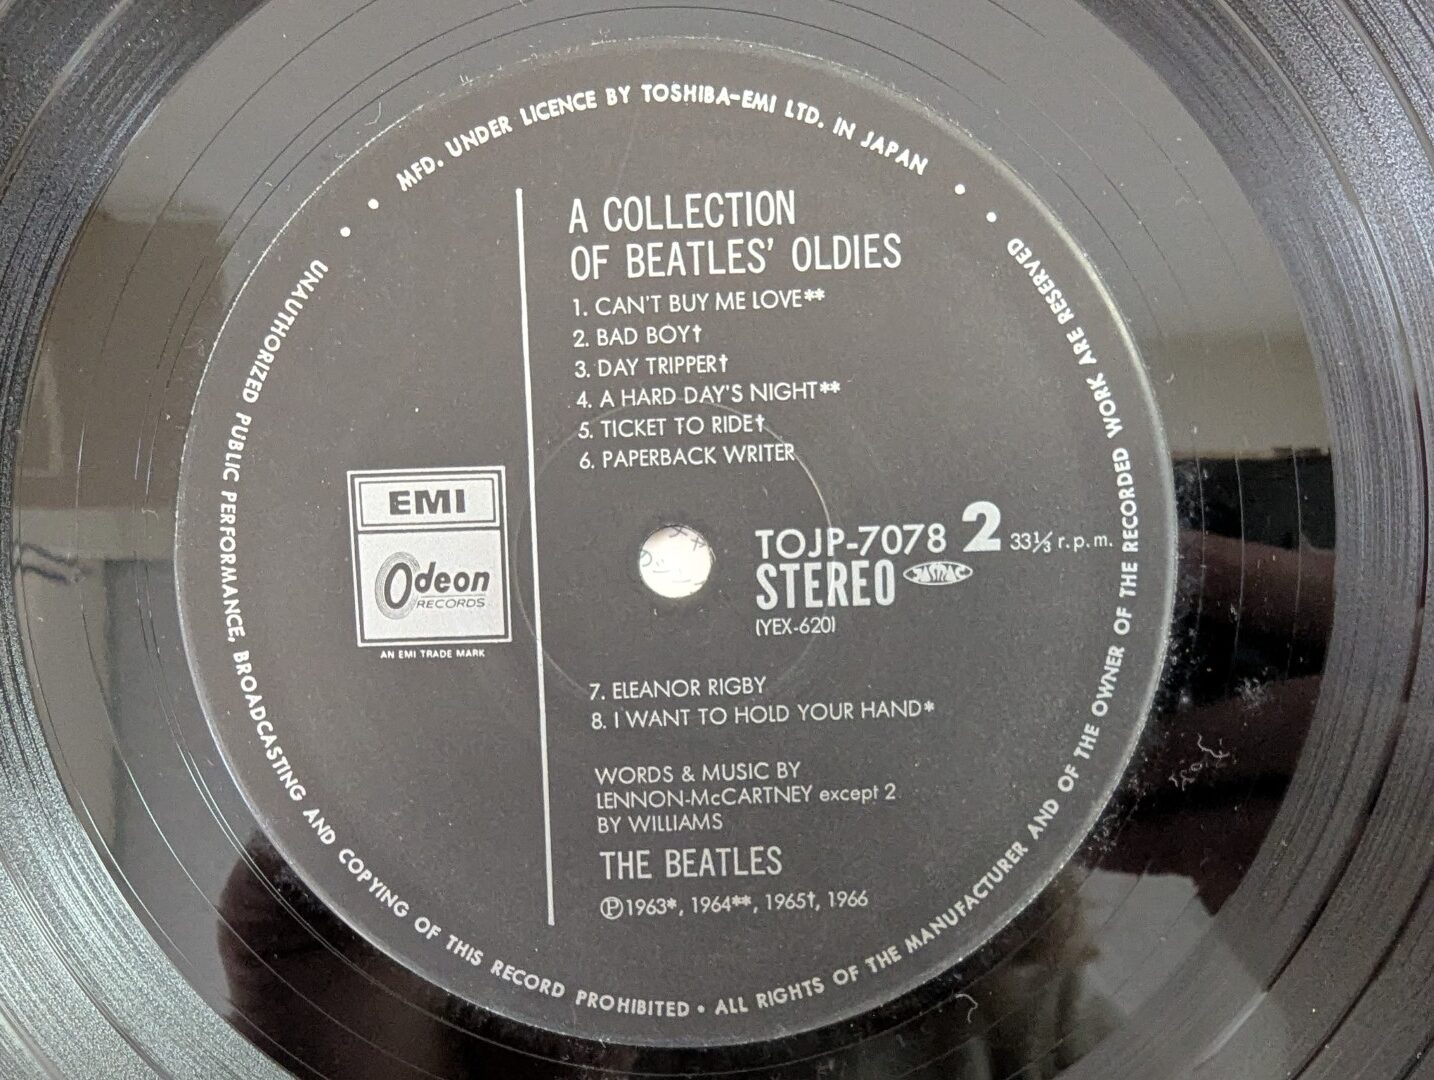 MFD. UNDER LICENCE BY TOSHIBA-EMI LTD. IN JAPAN
A COLLECTION
OF BEATLES' OLDIES
1. CAN'T BUY ME LOVE**
2. BAD BOY†
3. DAY TRIPPER†
4. A HARD DAY'S NIGHT**
5. TICKET TO RIDE†
6. PAPERBACK WRITER
EMI
Odeon
RECORDS
AN EMI TRADE MARK
TOJP-7078 2 33⅓ r.p.m.
STEREO JASRAC
(YEX-620)
7. ELEANOR RIGBY
8. I WANT TO HOLD YOUR HAND*
WORDS & MUSIC BY
LENNON-McCARTNEY except 2
BY WILLIAMS
THE BEATLES
℗1963*, 1964**, 1965†, 1966
UNAUTHORIZED PUBLIC PERFORMANCE, BROADCASTING AND COPYING OF THIS RECORD PROHIBITED • ALL RIGHTS OF THE MANUFACTURER AND OF THE OWNER OF THE RECORDED WORK ARE RESERVED